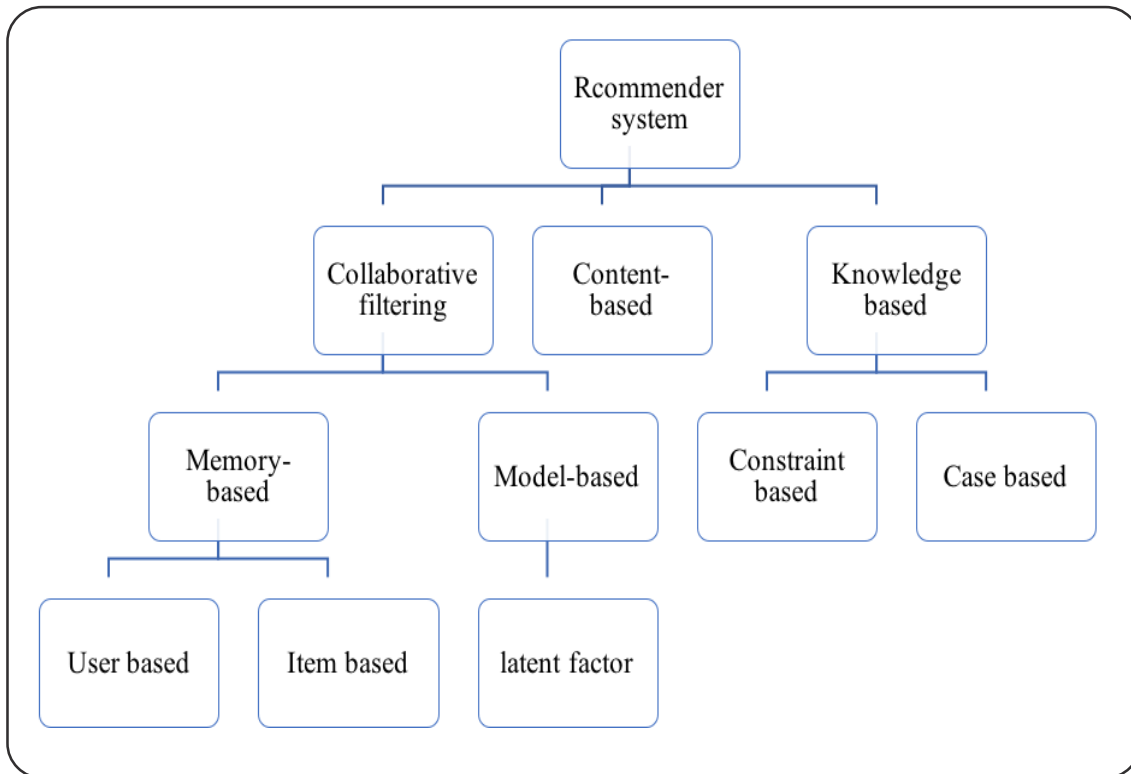 Rcommender
system
Collaborative
filtering
Content-
based
Knowledge
based
Memory-
based
Model-based
Constraint
based
Case based
User based
Item based
latent factor